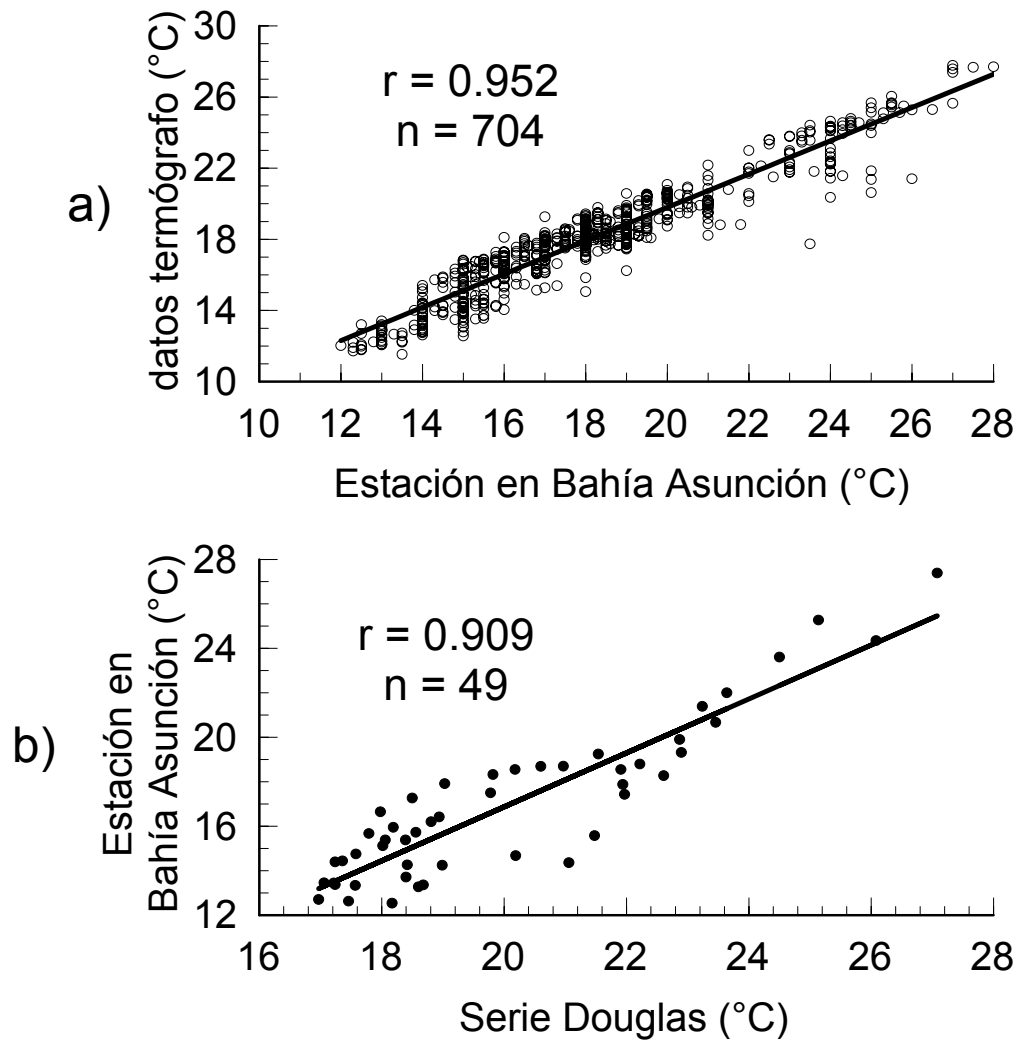 a)
datos termógrafo (°C)
30
26
22
18
14
10
r = 0.952
n = 704
10 12 14 16 18 20 22 24 26 28
Estación en Bahía Asunción (°C)
b)
Estación en
Bahía Asunción (°C)
28
24
20
16
12
r = 0.909
n = 49
16 18 20 22 24 26 28
Serie Douglas (°C)